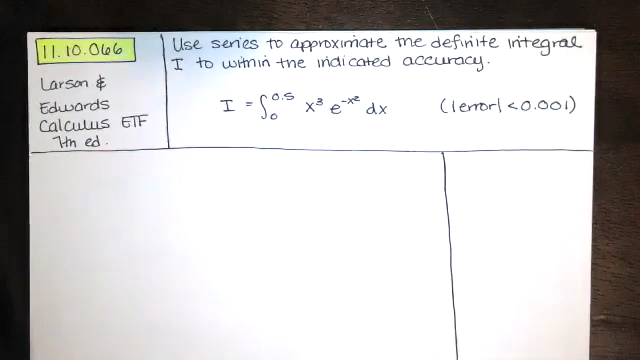 11.10.066
Larson &
Edwards
Calculus ETF
7th ed.
Use series to approximate the definite integral
I to within the indicated accuracy.
I = ∫₀^0.5 x³ e^-x² dx (|error| < 0.001)